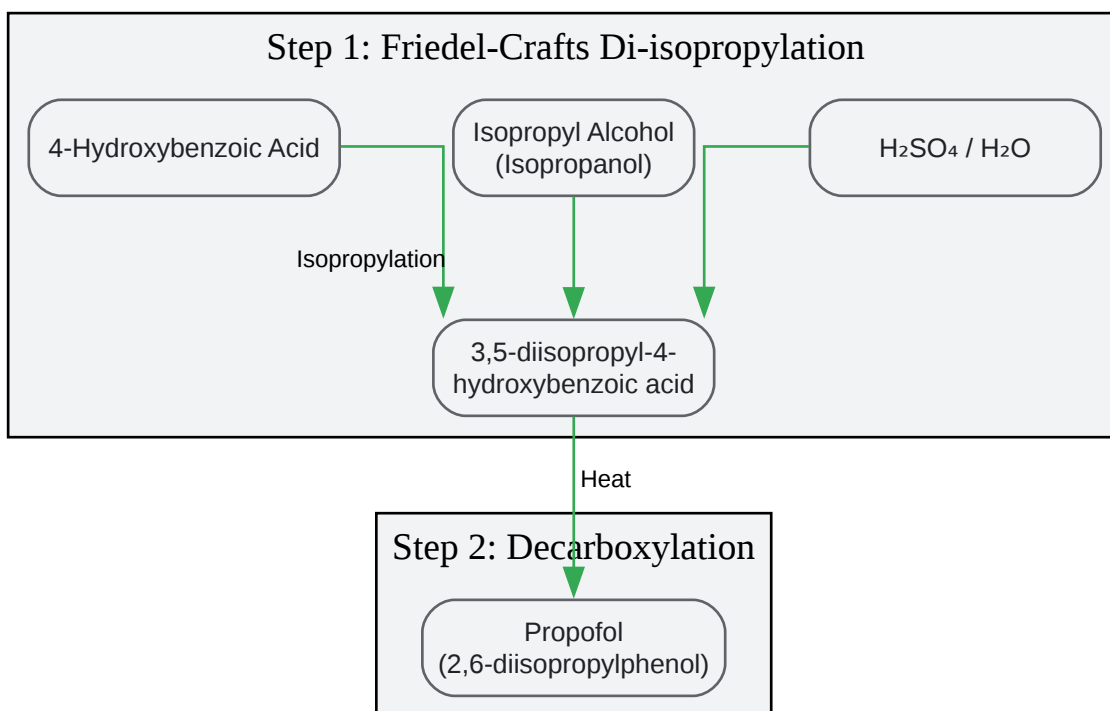 Step 1: Friedel-Crafts Di-isopropylation
4-Hydroxybenzoic Acid
Isopropyl Alcohol
(Isopropanol)
H₂SO₄ / H₂O
Isopropylation
3,5-diisopropyl-4-
hydroxybenzoic acid
Heat
Step 2: Decarboxylation
Propofol
(2,6-diisopropylphenol)